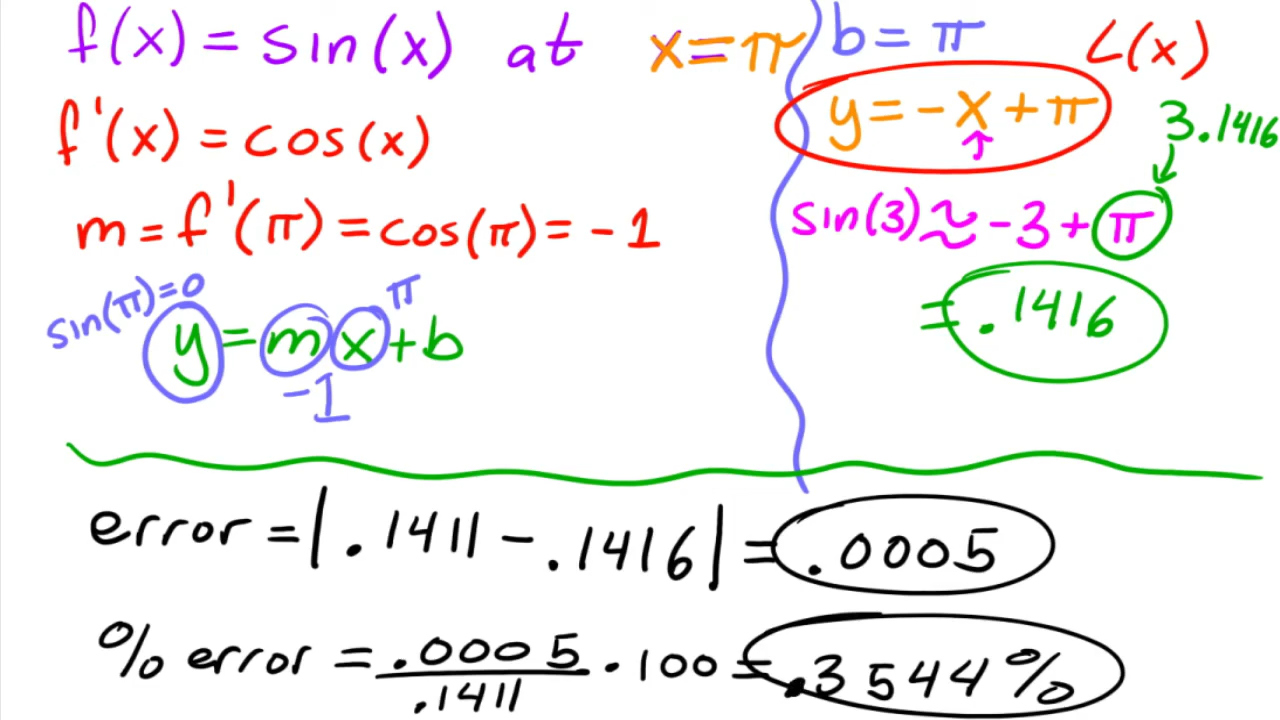 f(x) = sin(x) at x=π
f'(x) = cos(x)
m = f'(π) = cos(π) = -1
sin(π)=0
π
y = mx+b
-1
b = π
L(x)
y = -x + π
3.1416
sin(3) ≈ -3 + π
= .1416
error = |.1411 - .1416| = .0005
% error = .0005/.1411 · 100 = .3544%